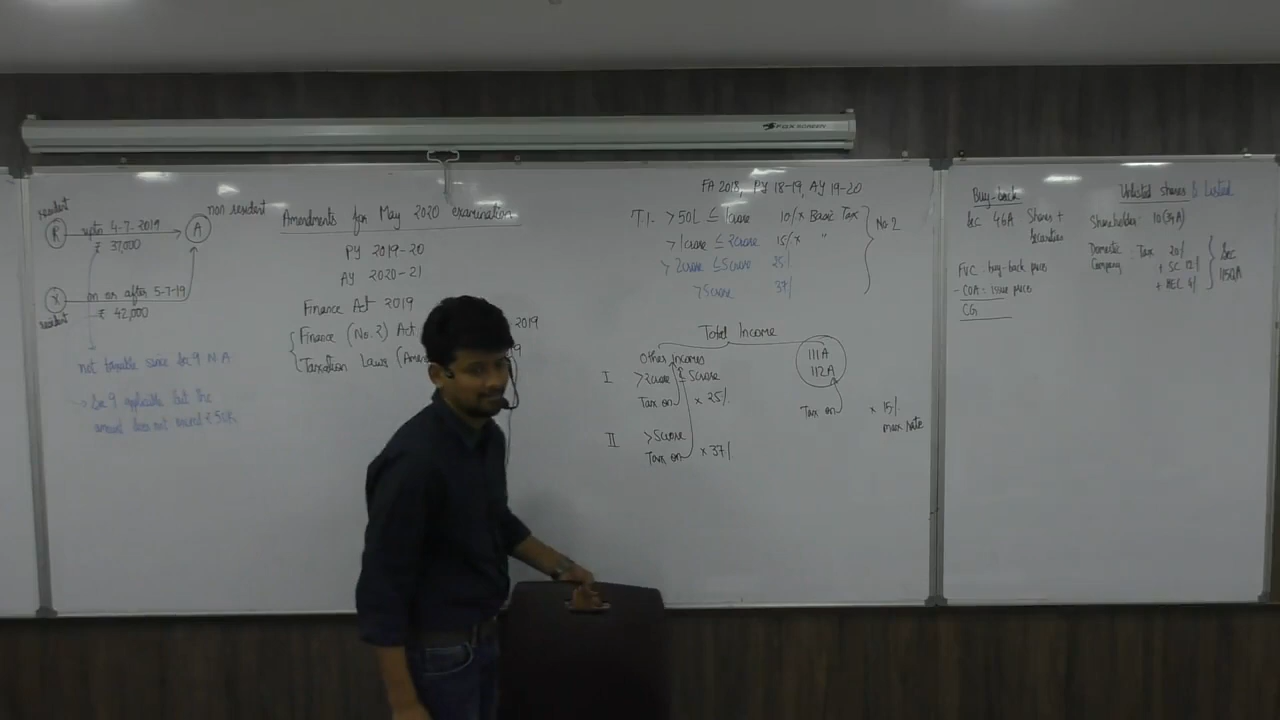 FOX SCREEN
resident
R
upto 4-7-2019
₹ 37,000
A
non resident
X
resident
on or after 5-7-19
₹ 42,000
not taxable since Sec 9 N.A
→ Sec 9 applicable but the
amount does not exceed ₹ 50K
Amendments for May 2020 examination
PY 2019-20
AY 2020-21
Finance Act 2019
Finance (No. 2) Act 2019
Taxation Laws
FA 2018, PY 18-19, AY 19-20
T.I. >50L ≤ 1crore 10% x Basic Tax
>1crore ≤ 2crore 15% x "
>2crore ≤5crore 25%
>5crore 37%
No. 2
Total Income
Other Incomes
111A
112A
I >2crore ≤ 5crore
Tax on x 25%
Tax on x 15%
max rate
II >5crore
Tax on x 37%
Buy-back
Sec 46A Shares +
Securities
FVC: buy-back price
- COA: issue price
CG
Unlisted shares & Listed
Shareholder: 10(34A)
Domestic
Company : Tax 20%
+ SC 12%
+ HEC 4%
Sec
115QA